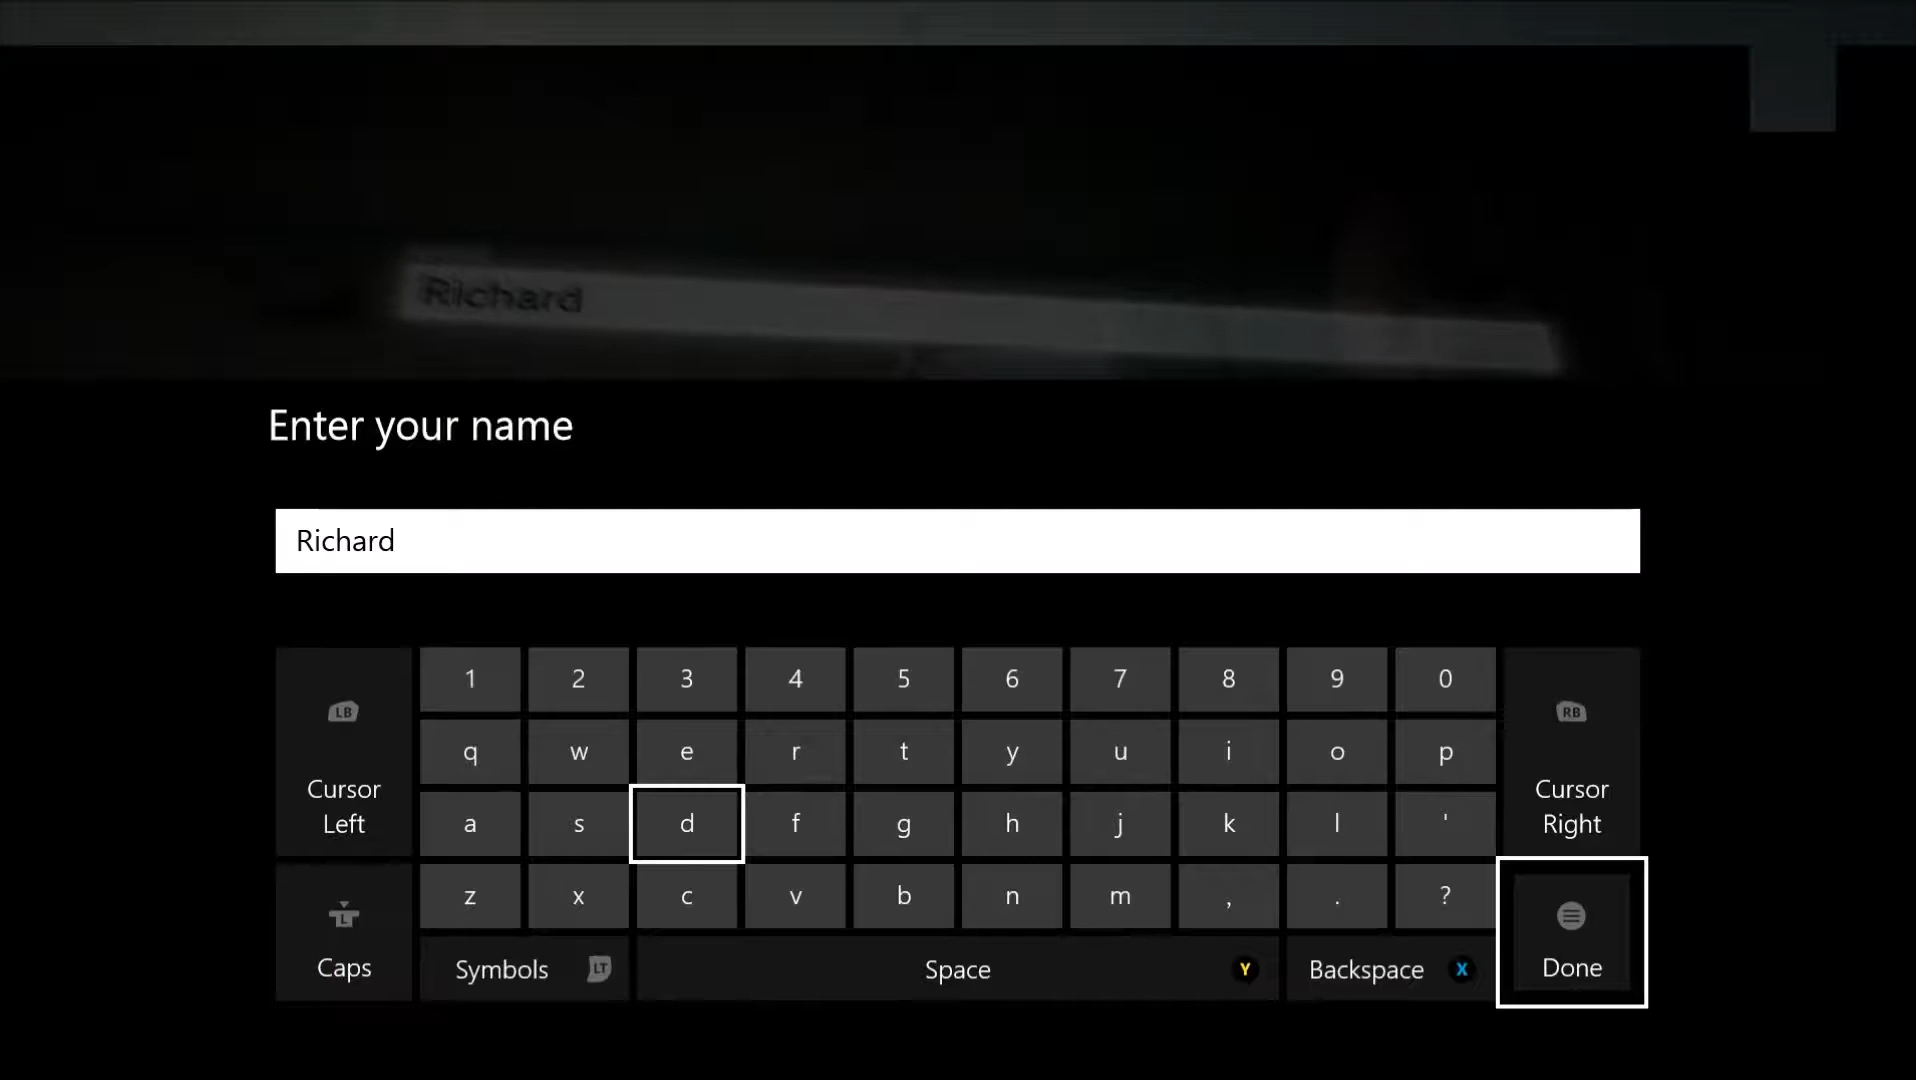 Richard
Enter your name
Richard
LB
Cursor
Left
1 2 3 4 5 6 7 8 9 0
RB
Cursor
Right
q w e r t y u i o p
a s d f g h j k l '
z x c v b n m , . ?
L
Caps
Symbols LT
Space Y
Backspace X
Done